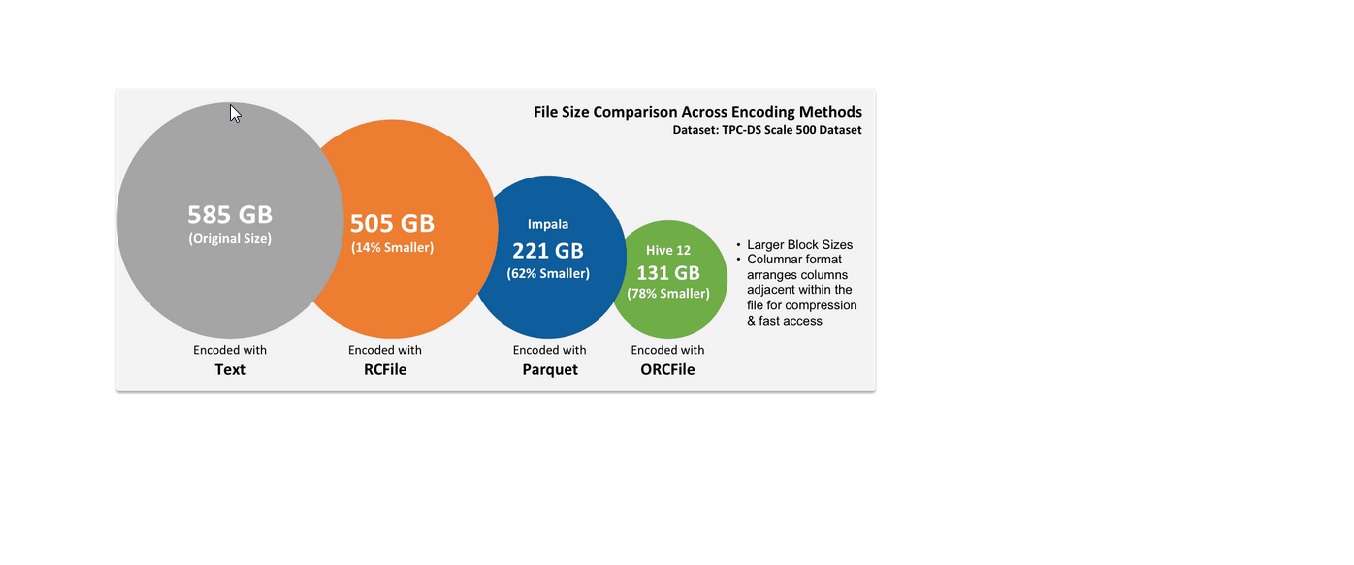 File Size Comparison Across Encoding Methods
Dataset: TPC-DS Scale 500 Dataset
585 GB
(Original Size)
505 GB
(14% Smaller)
Impala
221 GB
(62% Smaller)
Hive 12
131 GB
(78% Smaller)
• Larger Block Sizes
• Columnar format
arranges columns
adjacent within the
file for compression
& fast access
Encoded with
Text
Encoded with
RCFile
Encoded with
Parquet
Encoded with
ORCFile